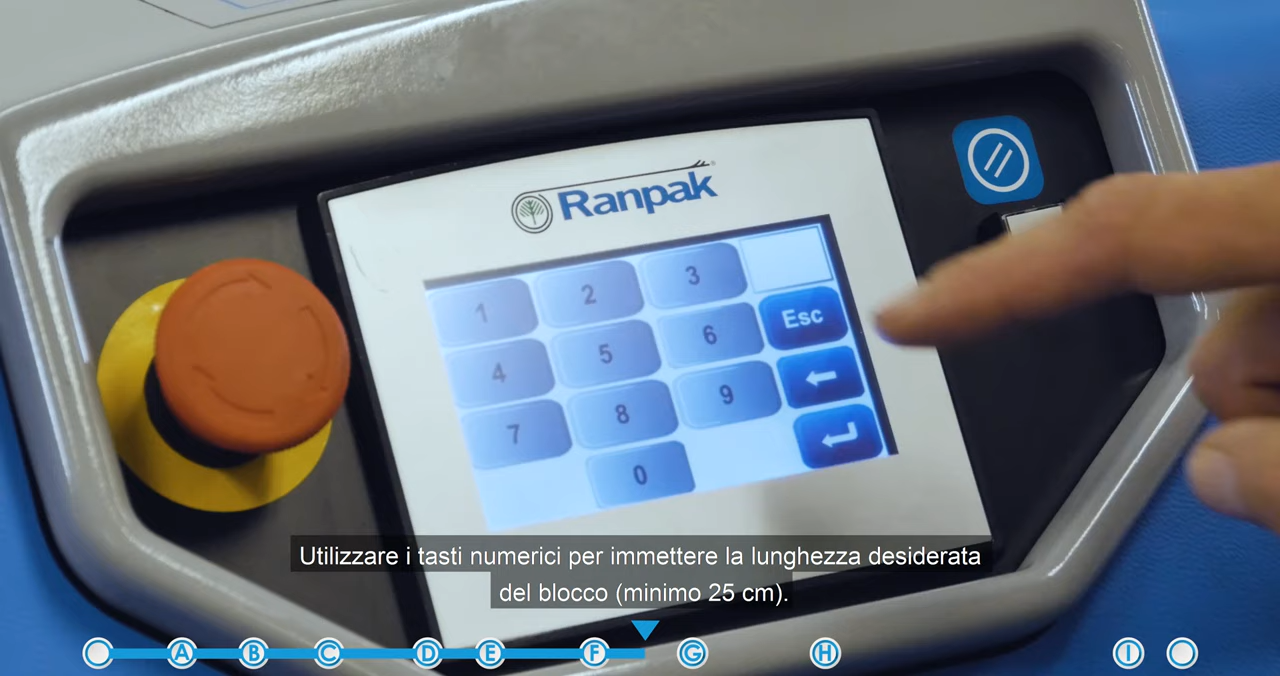 Ranpak
1 2 3
Esc
4 5 6
7 8 9
0
Utilizzare i tasti numerici per immettere la lunghezza desiderata
del blocco (minimo 25 cm).
A B C D E F G H I